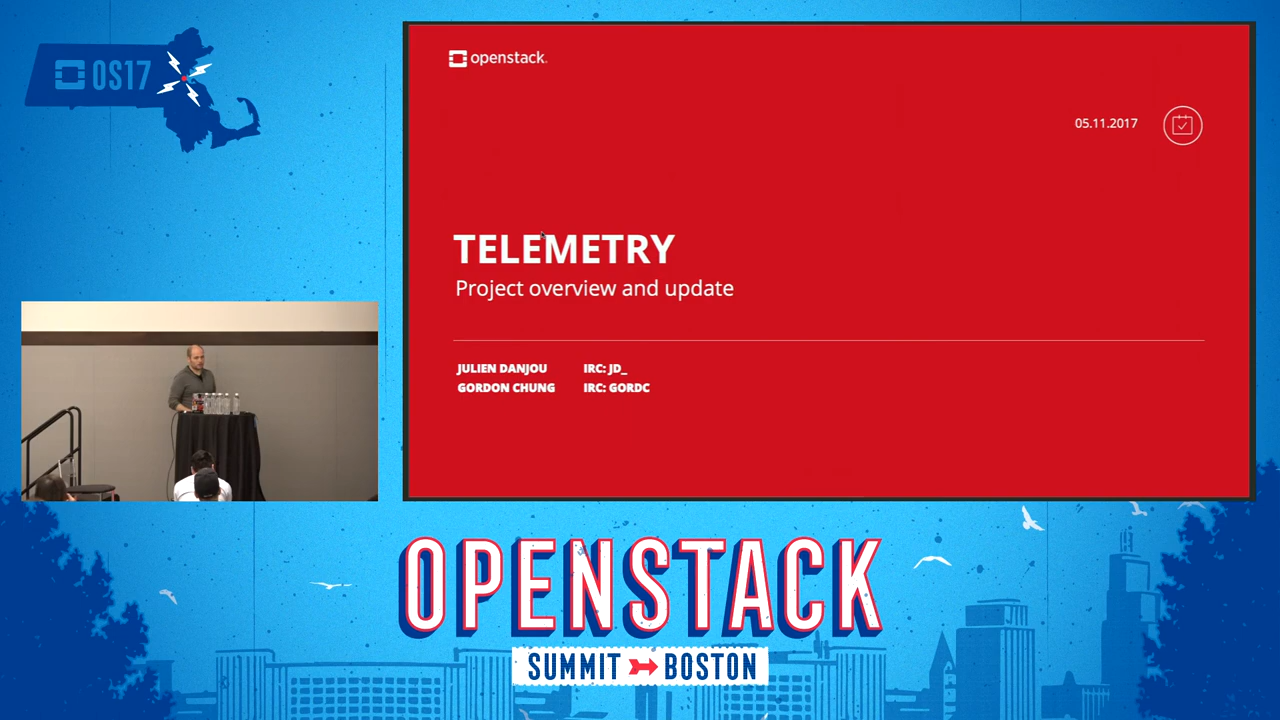 OS17
openstack.
05.11.2017
TELEMETRY
Project overview and update
JULIEN DANJOU IRC: JD_
GORDON CHUNG IRC: GORDC
OPENSTACK
SUMMIT BOSTON